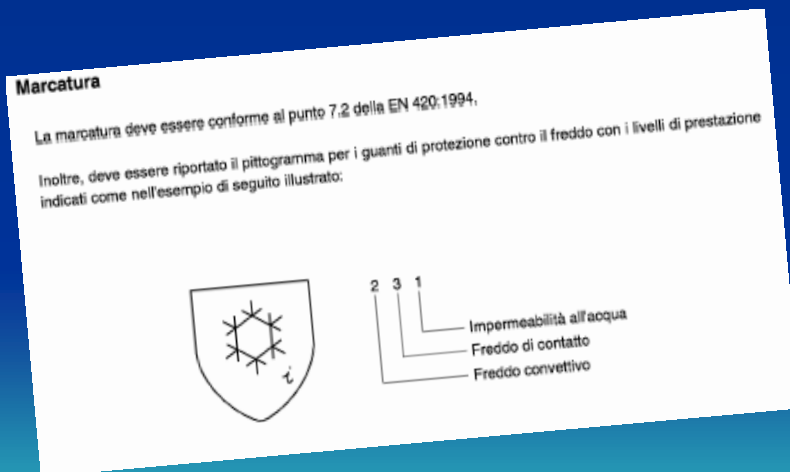 Marcatura
La marcatura deve essere conforme al punto 7.2 della EN 420:1994.
Inoltre, deve essere riportato il pittogramma per i guanti di protezione contro il freddo con i livelli di prestazione
indicati come nell'esempio di seguito illustrato:
2 3 1
i
Impermeabilità all'acqua
Freddo di contatto
Freddo convettivo